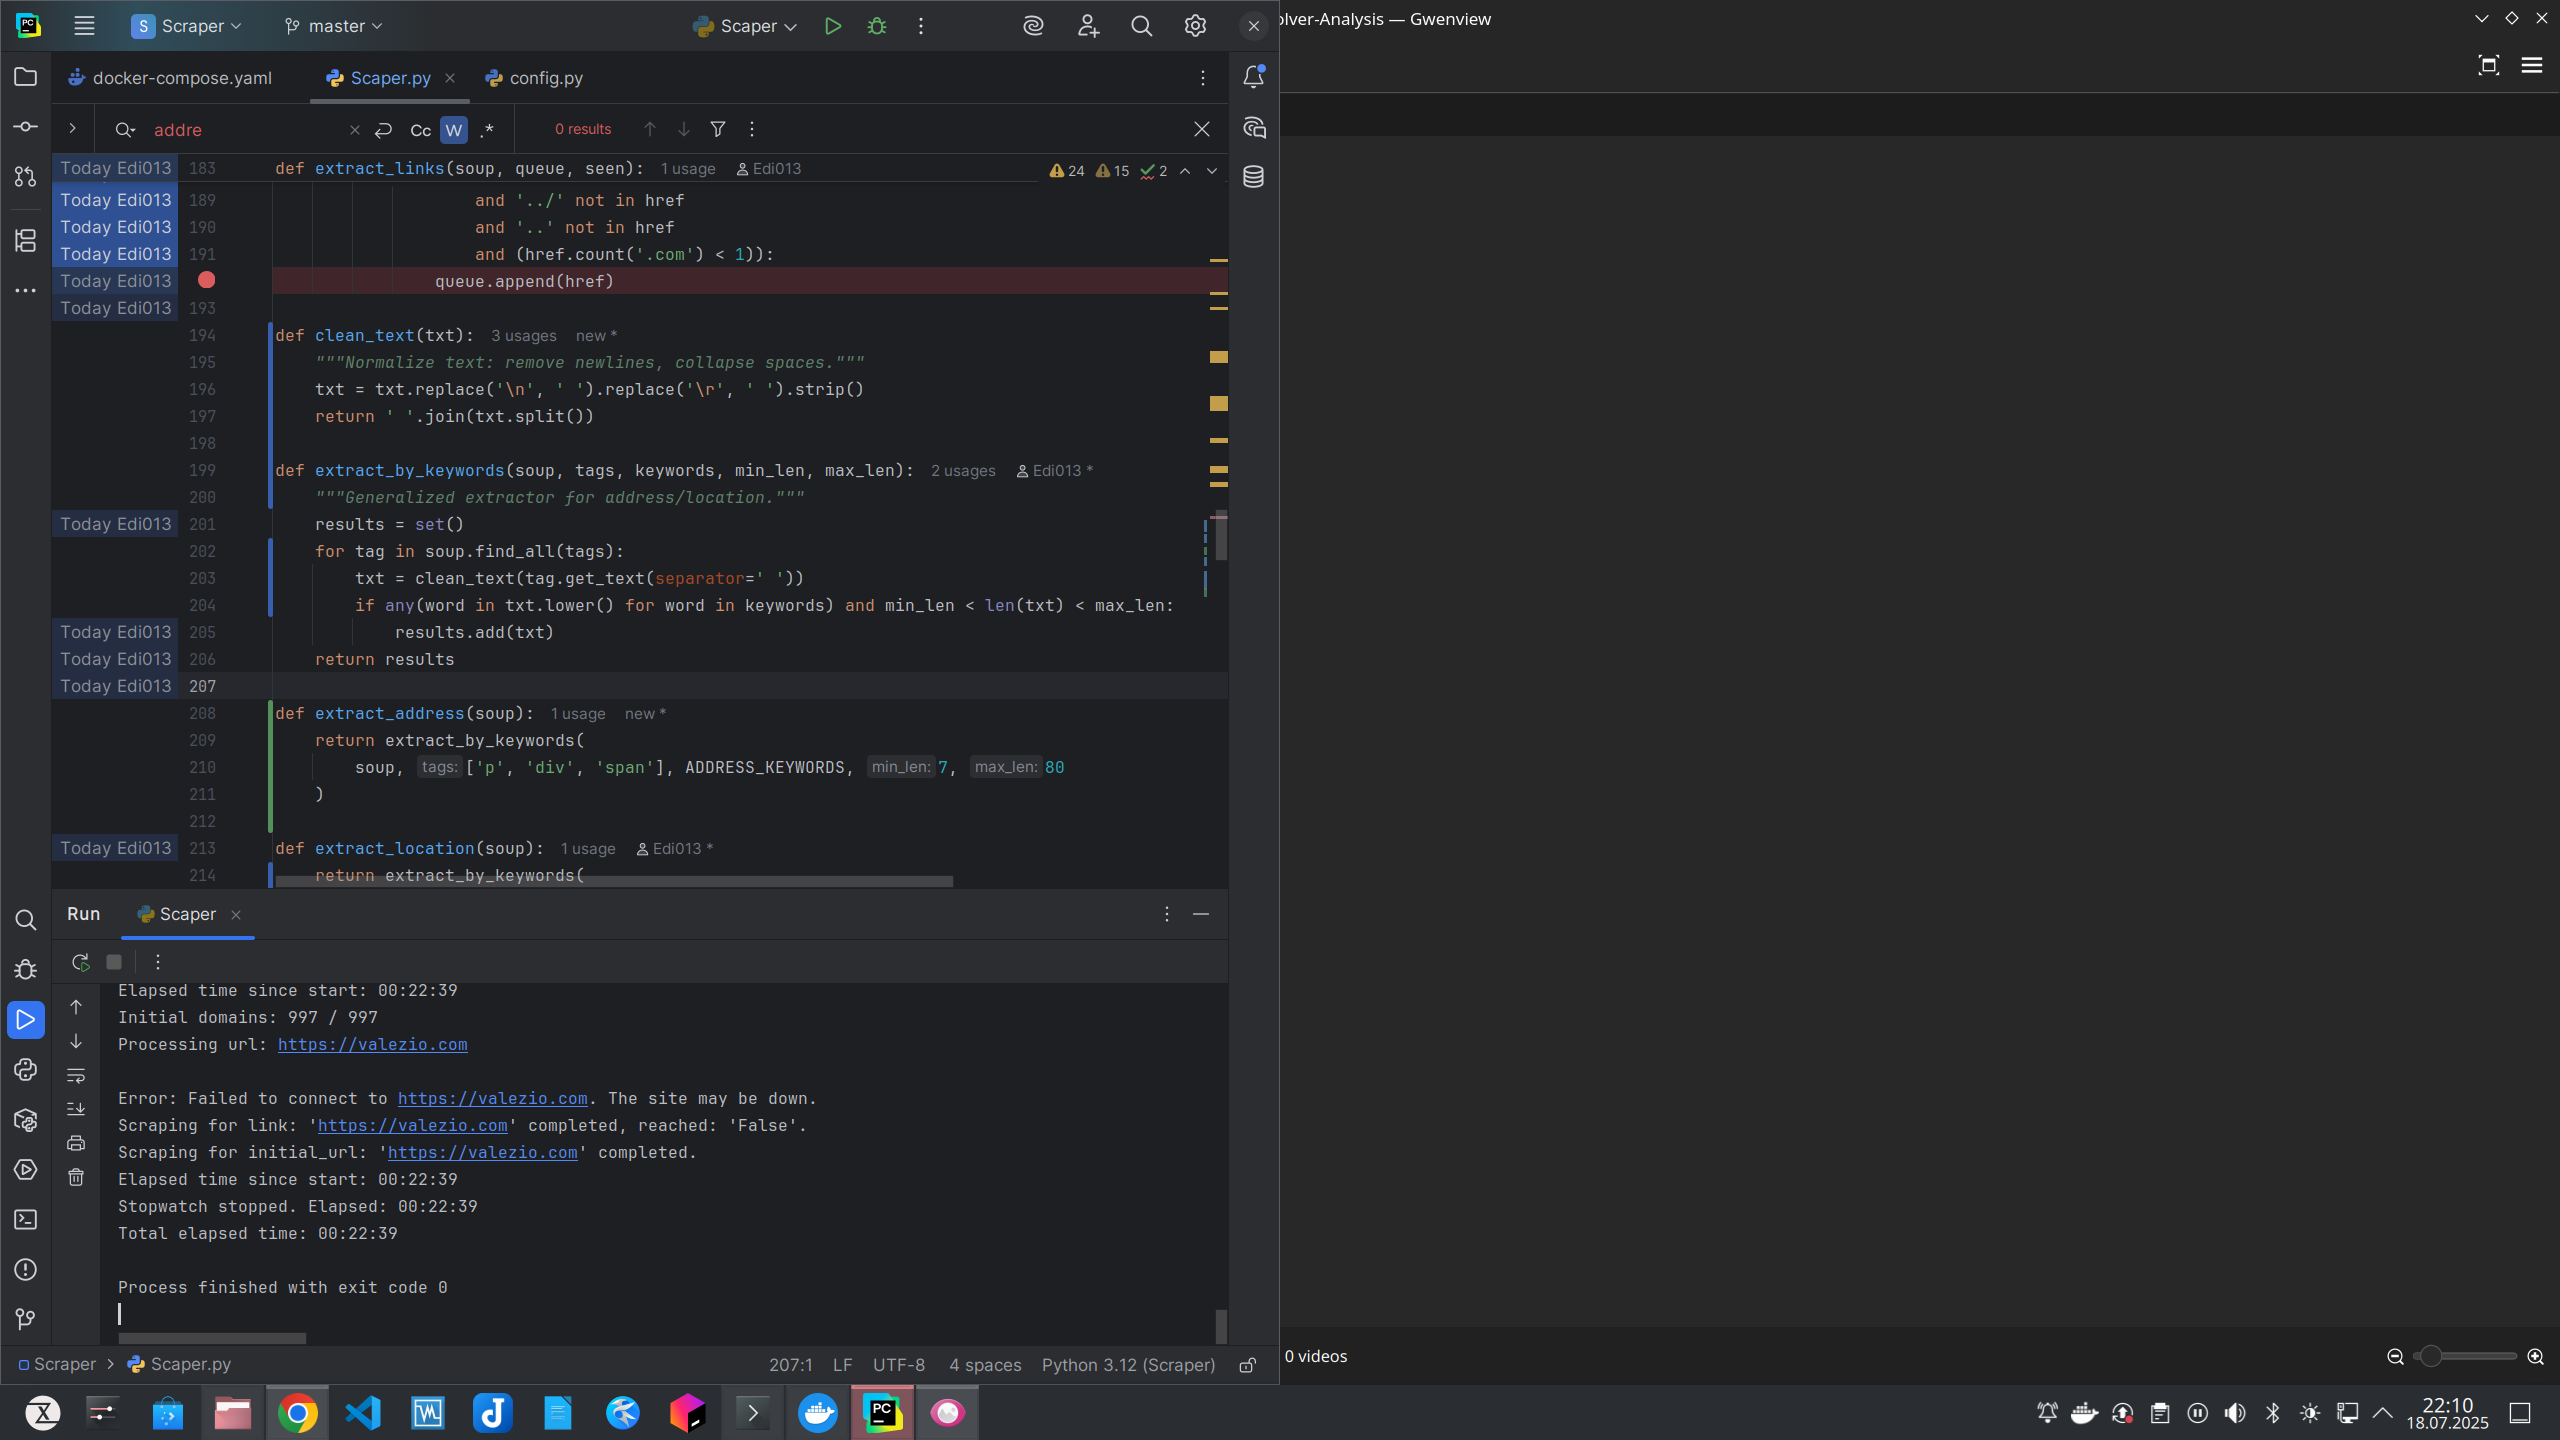 PC
S Scraper
master
Scaper
olver-Analysis — Gwenview
docker-compose.yaml
Scaper.py
config.py
addre
Cc
W
.*
0 results
Today Edi013 183 def extract_links(soup, queue, seen): 1 usage Edi013
24 15 2
Today Edi013 189 and '../' not in href
Today Edi013 190 and '..' not in href
Today Edi013 191 and (href.count('.com') < 1)):
Today Edi013 queue.append(href)
Today Edi013 193
194 def clean_text(txt): 3 usages new *
195 """Normalize text: remove newlines, collapse spaces."""
196 txt = txt.replace('\n', ' ').replace('\r', ' ').strip()
197 return ' '.join(txt.split())
198
199 def extract_by_keywords(soup, tags, keywords, min_len, max_len): 2 usages Edi013 *
200 """Generalized extractor for address/location."""
Today Edi013 201 results = set()
202 for tag in soup.find_all(tags):
203 txt = clean_text(tag.get_text(separator=' '))
204 if any(word in txt.lower() for word in keywords) and min_len < len(txt) < max_len:
Today Edi013 205 results.add(txt)
Today Edi013 206 return results
Today Edi013 207
208 def extract_address(soup): 1 usage new *
209 return extract_by_keywords(
210 soup, tags: ['p', 'div', 'span'], ADDRESS_KEYWORDS, min_len: 7, max_len: 80
211 )
212
Today Edi013 213 def extract_location(soup): 1 usage Edi013 *
214 return extract_by_keywords(
Run
Scaper
Elapsed time since start: 00:22:39
Initial domains: 997 / 997
Processing url: https://valezio.com
Error: Failed to connect to https://valezio.com. The site may be down.
Scraping for link: 'https://valezio.com' completed, reached: 'False'.
Scraping for initial_url: 'https://valezio.com' completed.
Elapsed time since start: 00:22:39
Stopwatch stopped. Elapsed: 00:22:39
Total elapsed time: 00:22:39
Process finished with exit code 0
Scraper > Scaper.py
207:1 LF UTF-8 4 spaces Python 3.12 (Scraper)
0 videos
PC
22:10
18.07.2025